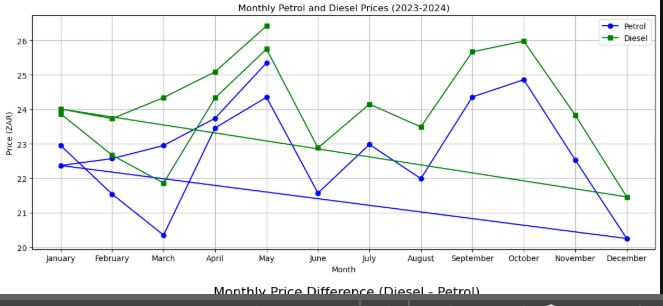 Monthly Petrol and Diesel Prices (2023-2024)
Petrol
Diesel
26
25
24
23
22
21
20
Price (ZAR)
January February March April May June July August September October November December
Month
Monthly Price Difference (Diesel - Petrol)